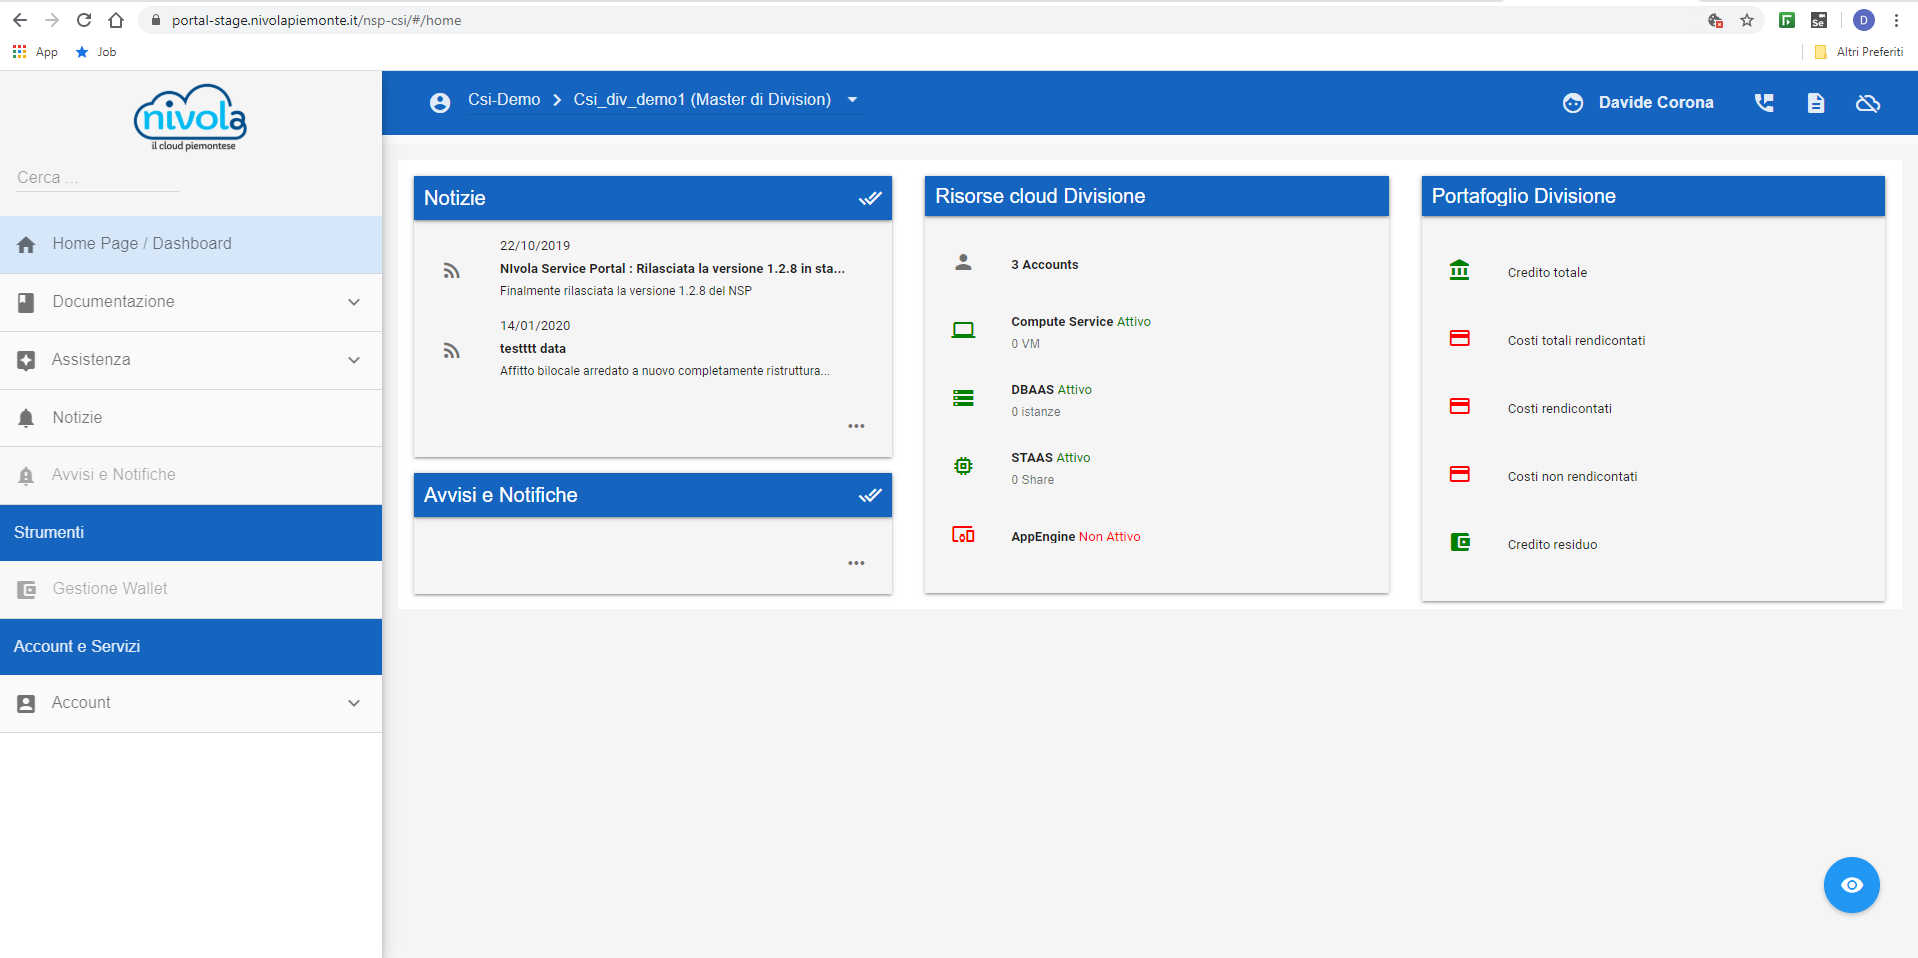 portal-stage.nivolapiemonte.it/nsp-csi/#/home
App
Job
Altri Preferiti
nivola
il cloud piemontese
Cerca ...
Home Page / Dashboard
Documentazione
Assistenza
Notizie
Avvisi e Notifiche
Strumenti
Gestione Wallet
Account e Servizi
Account
Csi-Demo
Csi_div_demo1 (Master di Division)
Davide Corona
Se
D
Notizie
22/10/2019
NIvola Service Portal : Rilasciata la versione 1.2.8 in sta...
Finalmente rilasciata la versione 1.2.8 del NSP
14/01/2020
testttt data
Affitto bilocale arredato a nuovo completamente ristruttura...
Avvisi e Notifiche
Risorse cloud Divisione
3 Accounts
Compute Service Attivo
0 VM
DBAAS Attivo
0 istanze
STAAS Attivo
0 Share
AppEngine Non Attivo
Portafoglio Divisione
Credito totale
Costi totali rendicontati
Costi rendicontati
Costi non rendicontati
Credito residuo